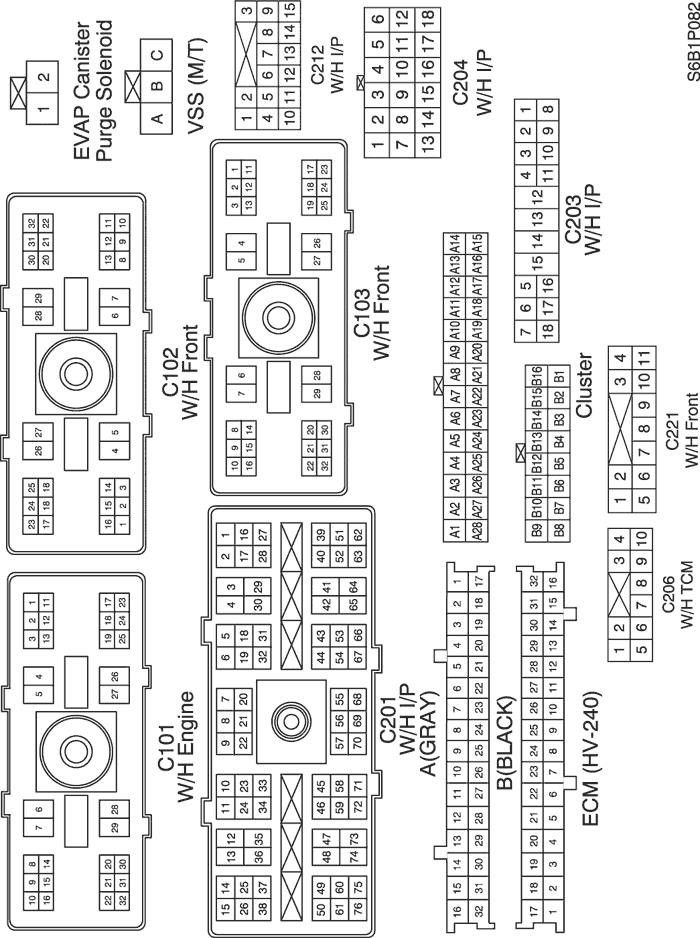 10 9 8 7 6 5 4 3 2 1
16 15 14 13 12 11
22 21 20 29 28 27 26 19 18 17
32 31 30 25 24 23
C101
W/H Engine
23 24 25 26 27 28 29 30 31 32
17 18 18 20 21 22
16 15 14 4 5 6 7 13 12 11
1 2 3 8 9 10
C102
W/H Front
1 2
EVAP Canister
Purge Solenoid
A B C
VSS (M/T)
15 14 13 12 11 10 9 8 7 6 5 4 3 2 1
26 25 24 23 22 21 20 19 18 17 16
38 37 36 35 34 33 32 31 30 29 28 27
50 49 48 47 46 45 57 56 55 44 43 42 41 40 39
61 60 59 58 70 69 68 54 53 52 51
76 75 74 73 72 71 67 66 65 64 63 62
C201
W/H I/P
10 9 8 7 6 5 4 3 2 1
16 15 14 13 12 11
22 21 20 29 28 27 26 19 18 17
32 31 30 25 24 23
C103
W/H Front
1 2 3
4 5 6 7 8 9
10 11 12 13 14 15
C212
W/H I/P
1 2 3 4 5 6
7 8 9 10 11 12
13 14 15 16 17 18
C204
W/H I/P
A(GRAY)
16 15 14 13 12 11 10 9 8 7 6 5 4 3 2 1
32 31 30 29 28 27 26 25 24 23 22 21 20 19 18 17
B(BLACK)
17 18 19 20 21 22 23 24 25 26 27 28 29 30 31 32
1 2 3 4 5 6 7 8 9 10 11 12 13 14 15 16
ECM (HV-240)
A1 A2 A3 A4 A5 A6 A7 A8 A9 A10 A11 A12 A13 A14
A28 A27 A26 A25 A24 A23 A22 A21 A20 A19 A18 A17 A16 A15
B9 B10 B11 B12 B13 B14 B15 B16
B8 B7 B6 B5 B4 B3 B2 B1
Cluster
7 6 5 4 3 2 1
18 17 16 15 14 13 12 11 10 9 8
C203
W/H I/P
1 2 3 4
5 6 7 8 9 10
C206
W/H TCM
1 2 3 4
5 6 7 8 9 10 11
C221
W/H Front
S6B1P082